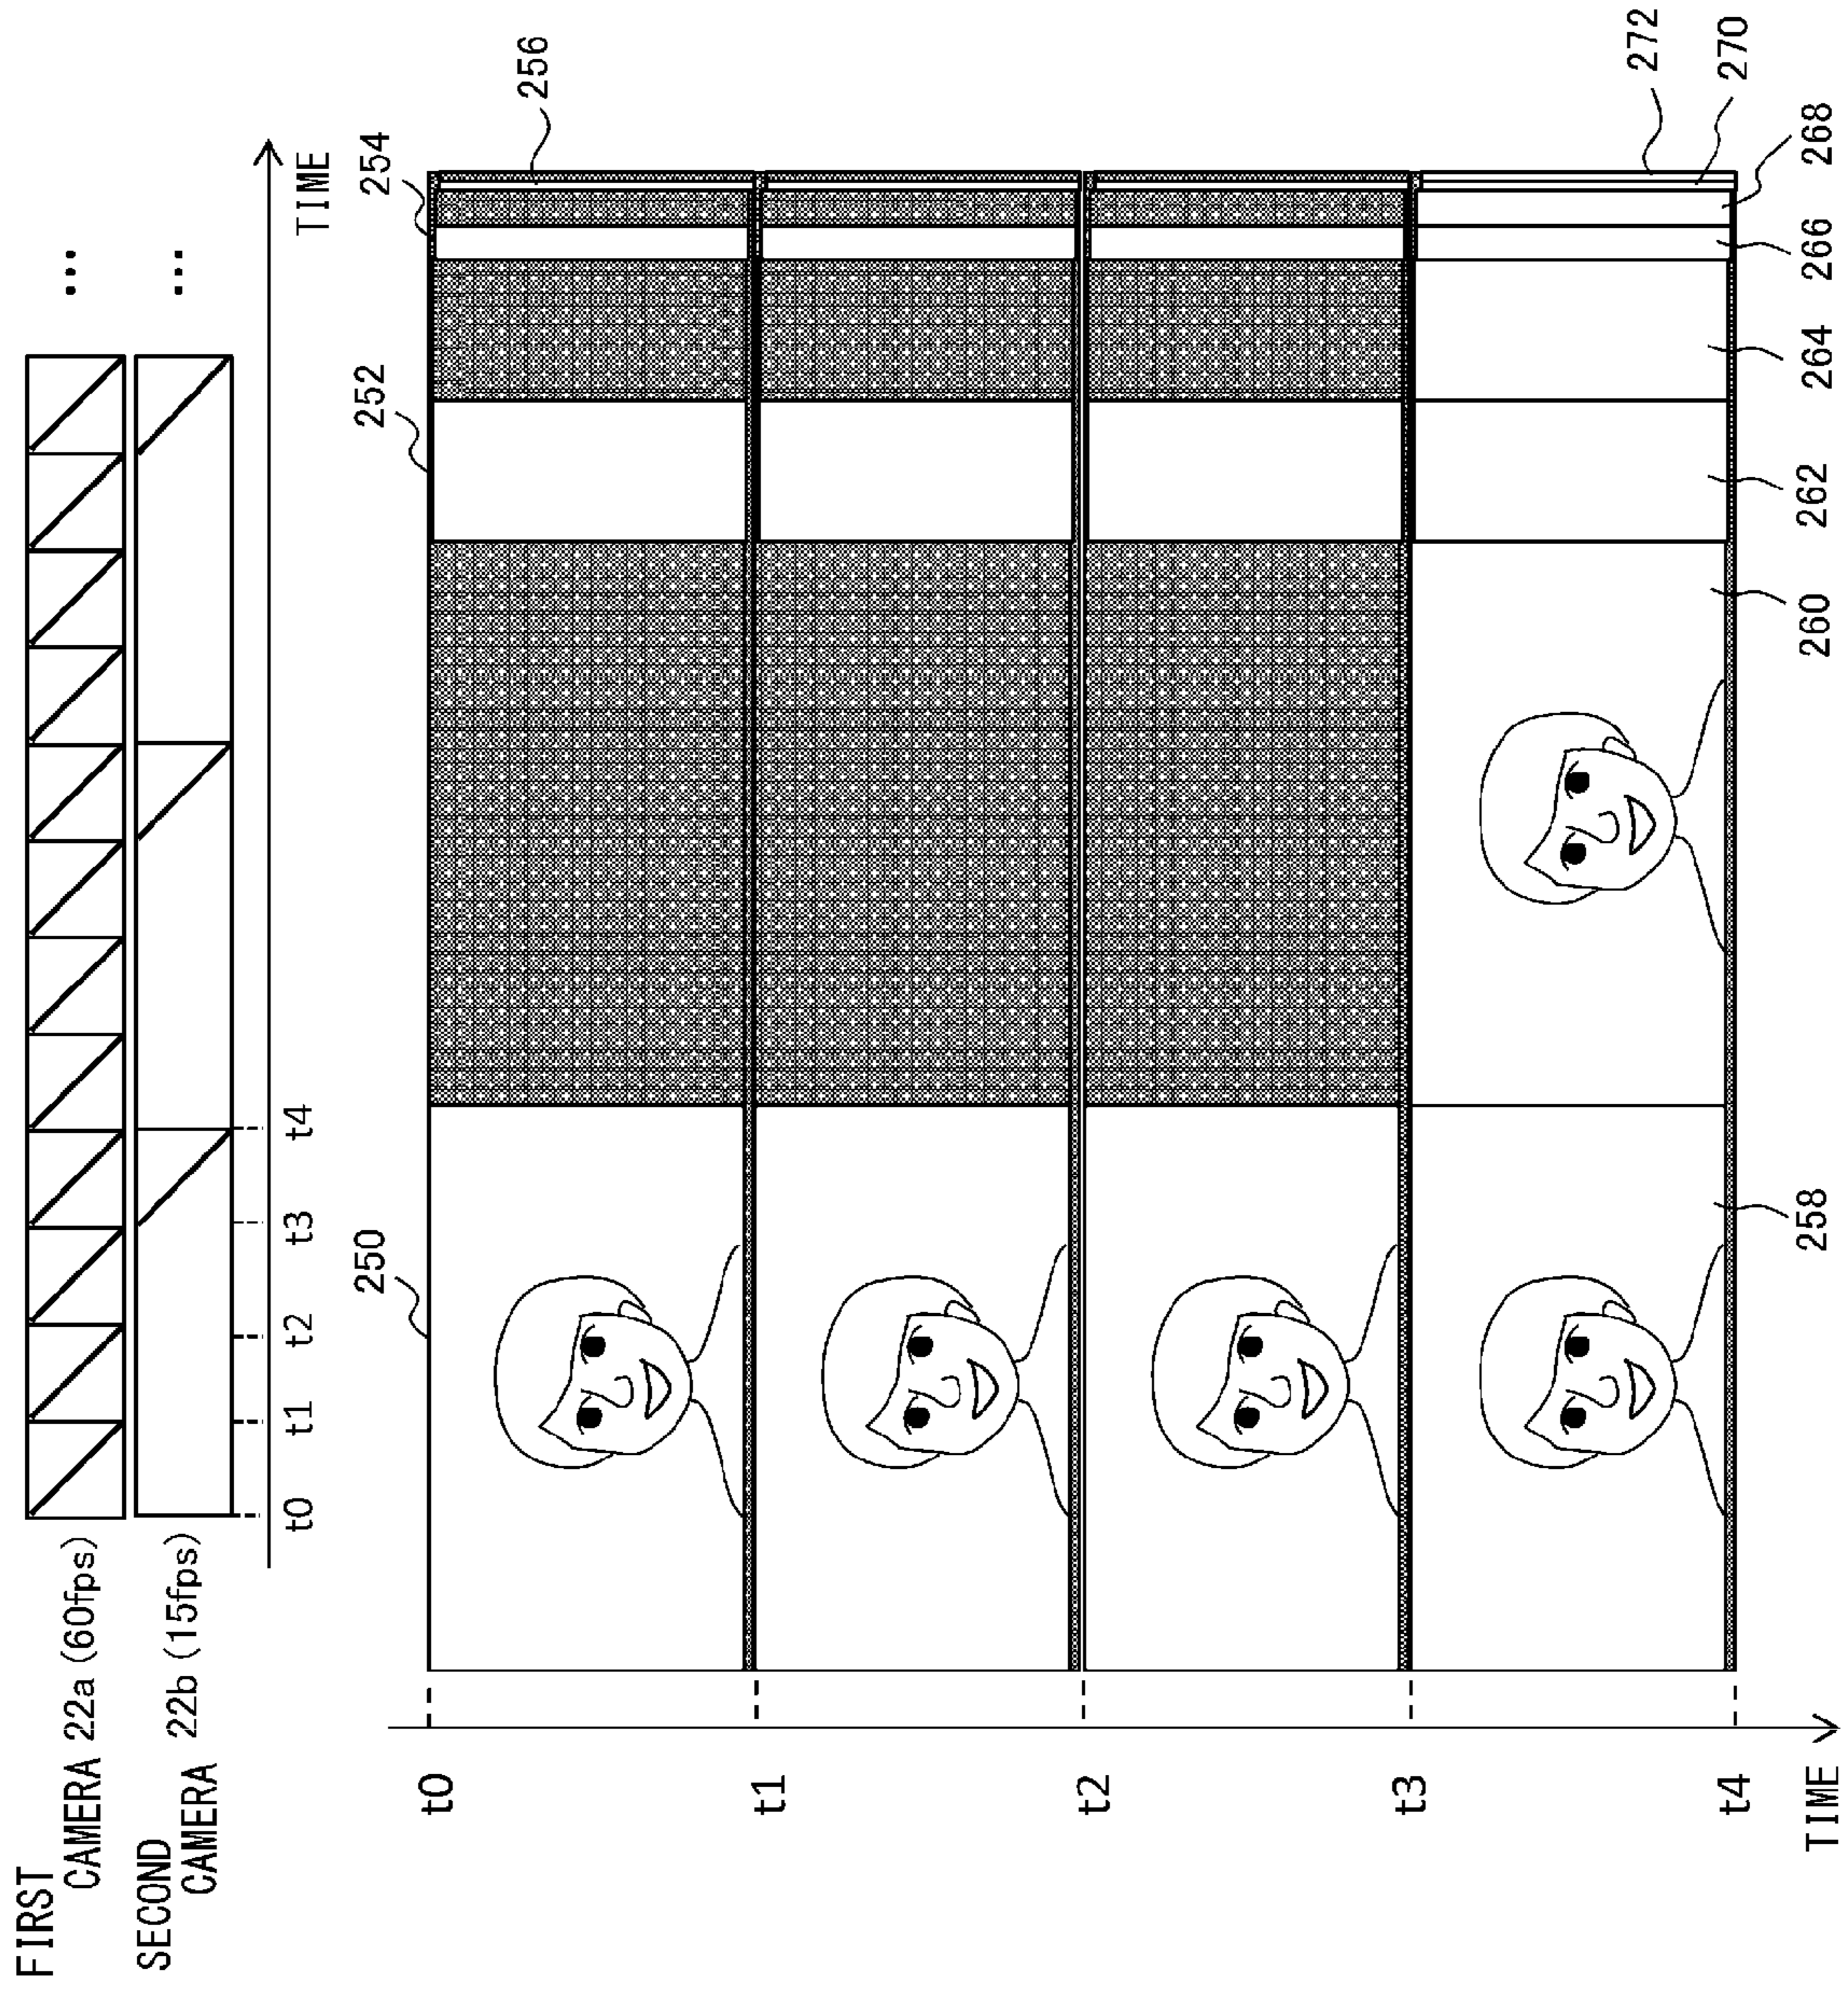 FIRST
CAMERA 22a (60fps)
...
SECOND
CAMERA 22b (15fps)
...
t0 t1 t2 t3 t4
TIME
250 252 254
256
t0
t1
t2
t3
t4
TIME
258 260 262 264 266 268
270
272